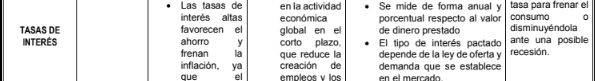 TASAS DE
INTERÉS
• Las tasas de
interés altas
favorecen el
ahorro y
frenan la
inflación, ya
que el
en la actividad
económica
global en el
corto plazo,
que reduce la
creación de
empleos y los
• Se mide de forma anual y
porcentual respecto al valor
de dinero prestado
• El tipo de interés pactado
depende de la ley de oferta y
demanda que se establece
en el mercado.
tasa para frenar el
consumo o
disminuyéndola
ante una posible
recesión.